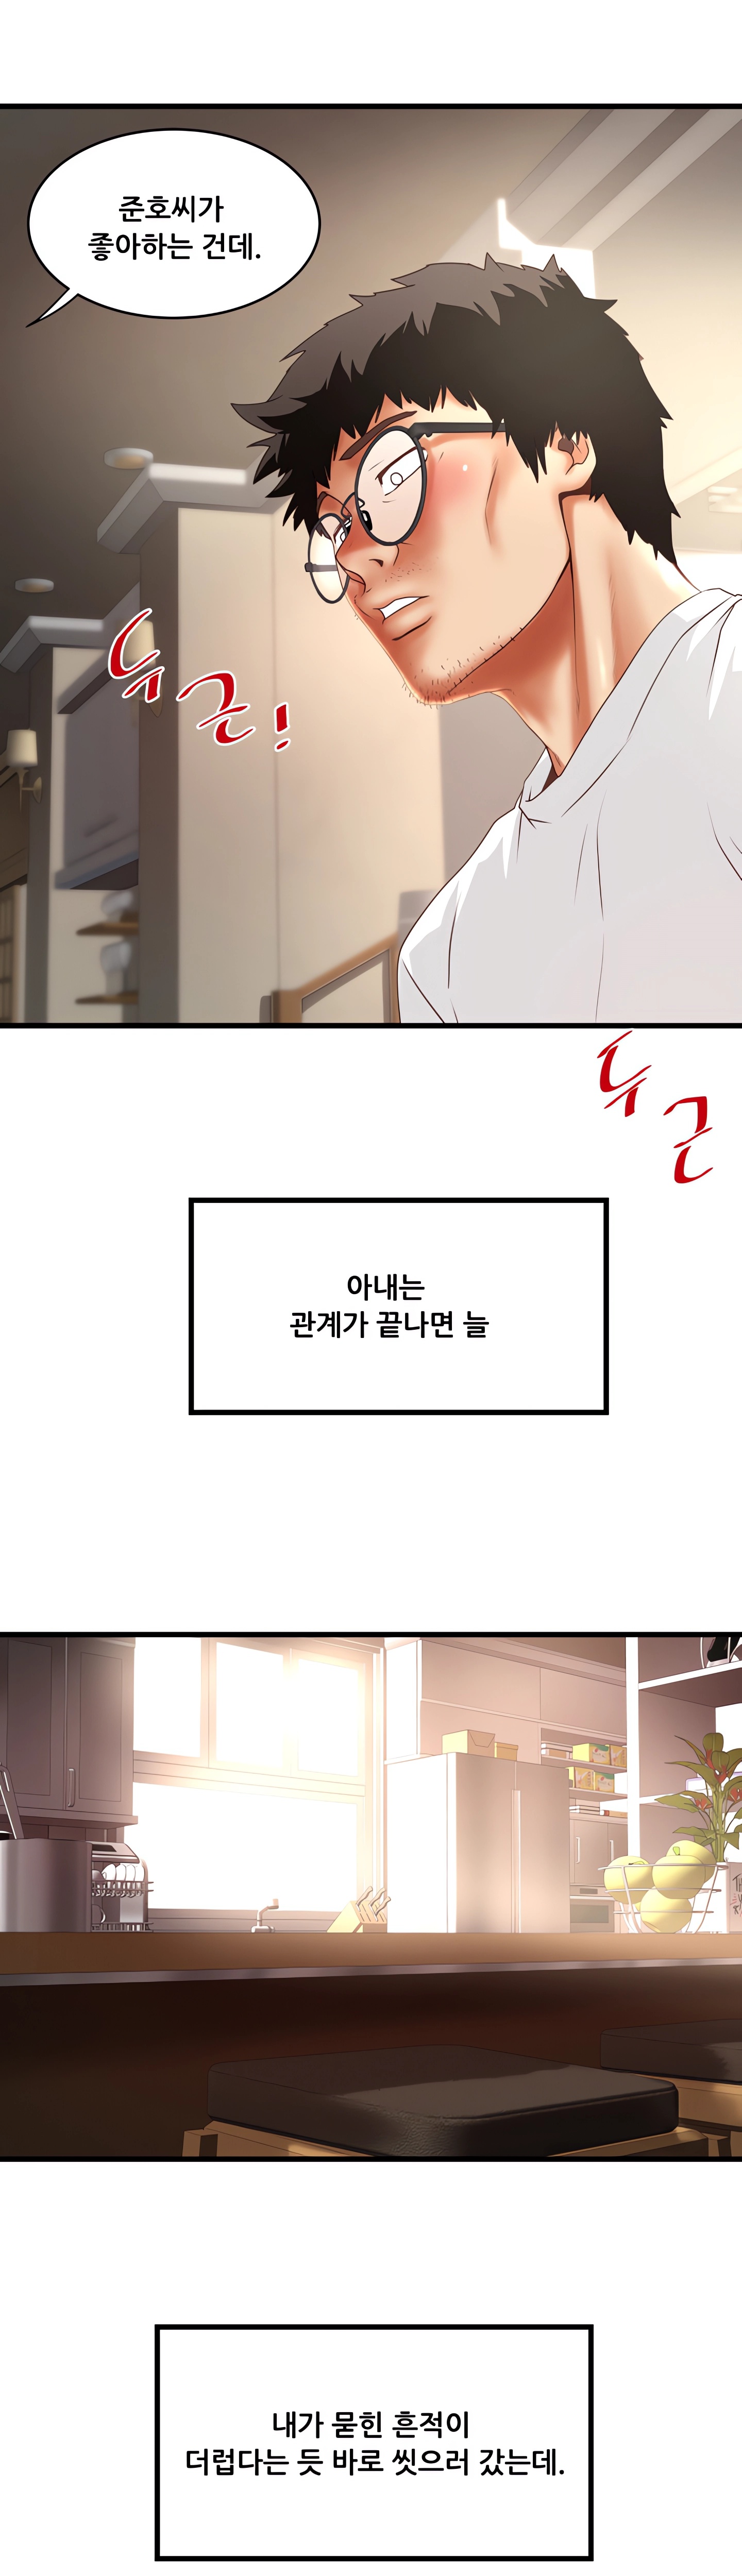 준호씨가
좋아하는 건데.
두근!
두근
아내는
관계가 끝나면 늘
내가 묻힌 흔적이
더럽다는 듯 바로 씻으러 갔는데.